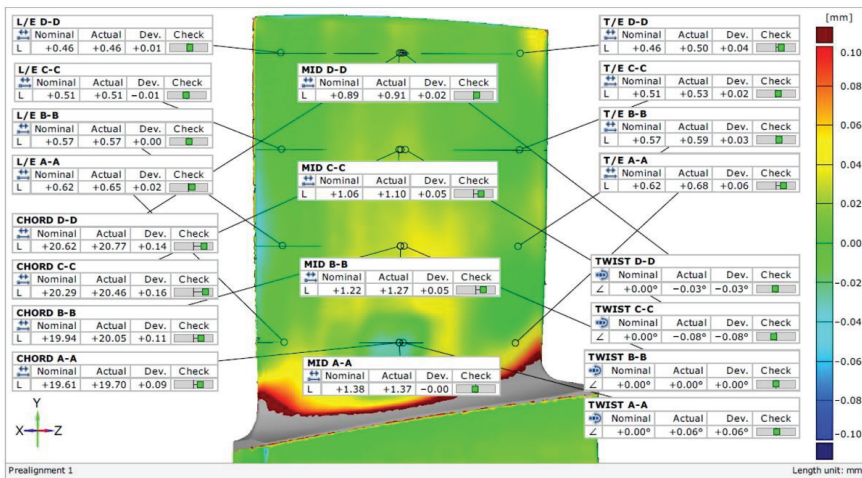 L/E D-D
Nominal Actual Dev. Check
L +0.46 +0.46 +0.01
L/E C-C
Nominal Actual Dev. Check
L +0.51 +0.51 −0.01
L/E B-B
Nominal Actual Dev. Check
L +0.57 +0.57 +0.00
L/E A-A
Nominal Actual Dev. Check
L +0.62 +0.65 +0.02
CHORD D-D
Nominal Actual Dev. Check
L +20.62 +20.77 +0.14
CHORD C-C
Nominal Actual Dev. Check
L +20.29 +20.46 +0.16
CHORD B-B
Nominal Actual Dev. Check
L +19.94 +20.05 +0.11
CHORD A-A
Nominal Actual Dev. Check
L +19.61 +19.70 +0.09
MID D-D
Nominal Actual Dev. Check
L +0.89 +0.91 +0.02
MID C-C
Nominal Actual Dev. Check
L +1.06 +1.10 +0.05
MID B-B
Nominal Actual Dev. Check
L +1.22 +1.27 +0.05
MID A-A
Nominal Actual Dev. Check
L +1.38 +1.37 −0.00
T/E D-D
Nominal Actual Dev. Check
L +0.46 +0.50 +0.04
T/E C-C
Nominal Actual Dev. Check
L +0.51 +0.53 +0.02
T/E B-B
Nominal Actual Dev. Check
L +0.57 +0.59 +0.03
T/E A-A
Nominal Actual Dev. Check
L +0.62 +0.68 +0.06
TWIST D-D
Nominal Actual Dev. Check
∠ +0.00° −0.03° −0.03°
TWIST C-C
Nominal Actual Dev. Check
∠ +0.00° −0.08° −0.08°
TWIST B-B
Nominal Actual Dev. Check
∠ +0.00° +0.00° +0.00°
TWIST A-A
Nominal Actual Dev. Check
∠ +0.00° +0.06° +0.06°
[mm]
0.10
0.08
0.06
0.04
0.02
0.00
−0.02
−0.04
−0.06
−0.08
−0.10
Y
X Z
Prealignment 1
Length unit: mm